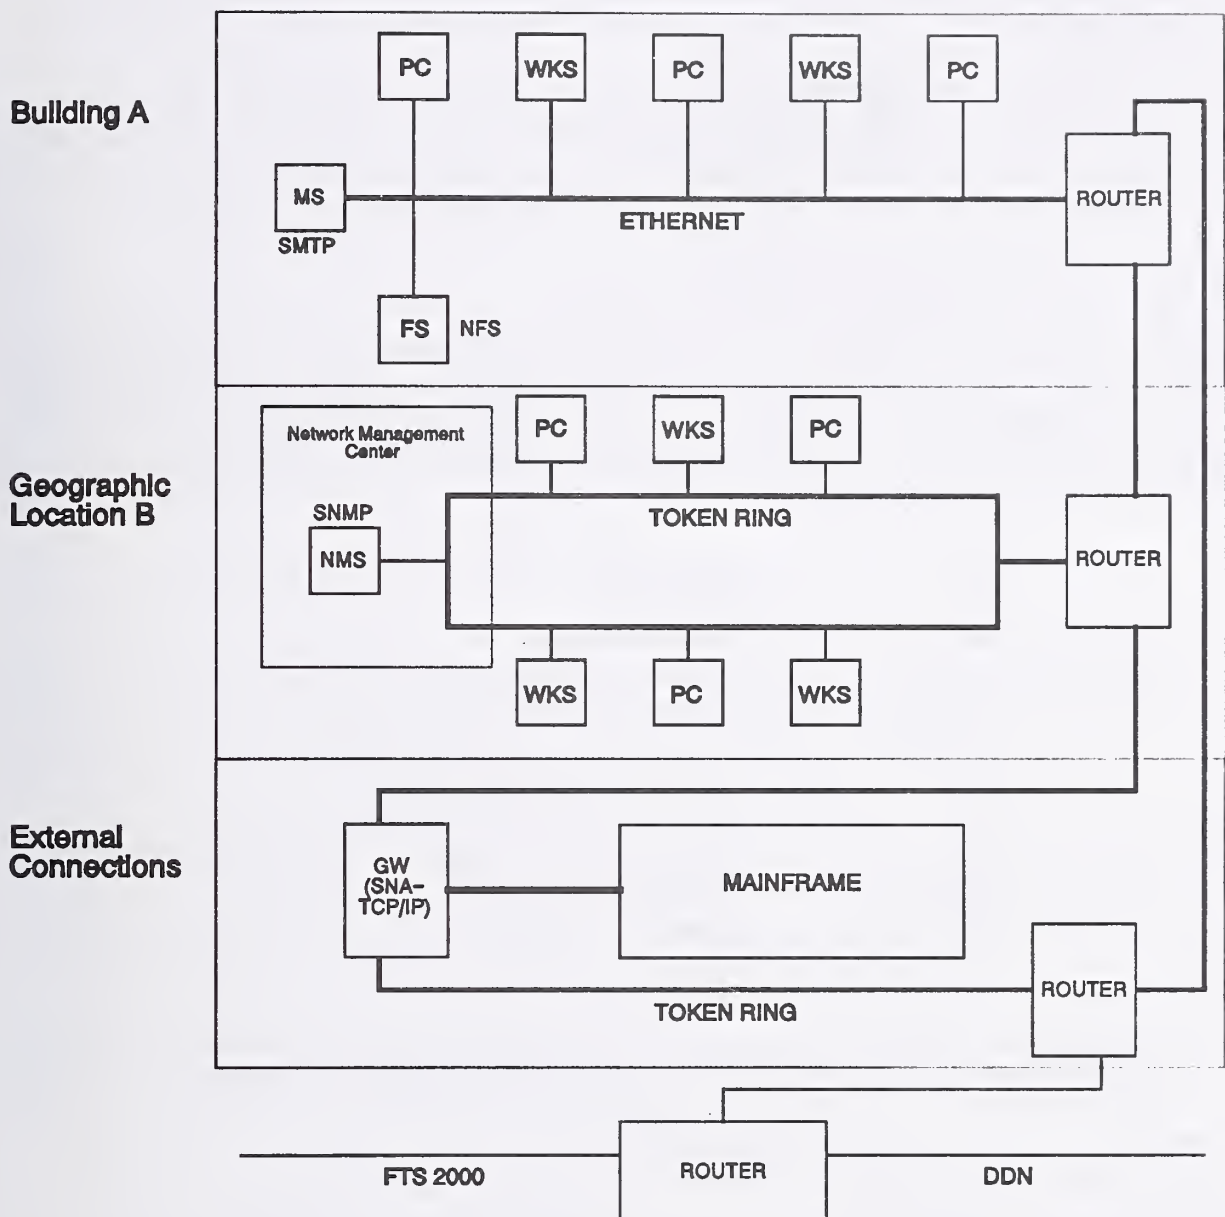 PC
WKS
PC
WKS
PC
Building A
MS
ROUTER
ETHERNET
SMTP
FS
NFS
Network Management
Center
PC
WKS
PC
Geographic
Location B
SNMP
TOKEN RING
NMS
ROUTER
WKS
PC
WKS
External
Connections
GW
(SNA-
TCP/IP)
MAINFRAME
ROUTER
TOKEN RING
FTS 2000
ROUTER
DDN